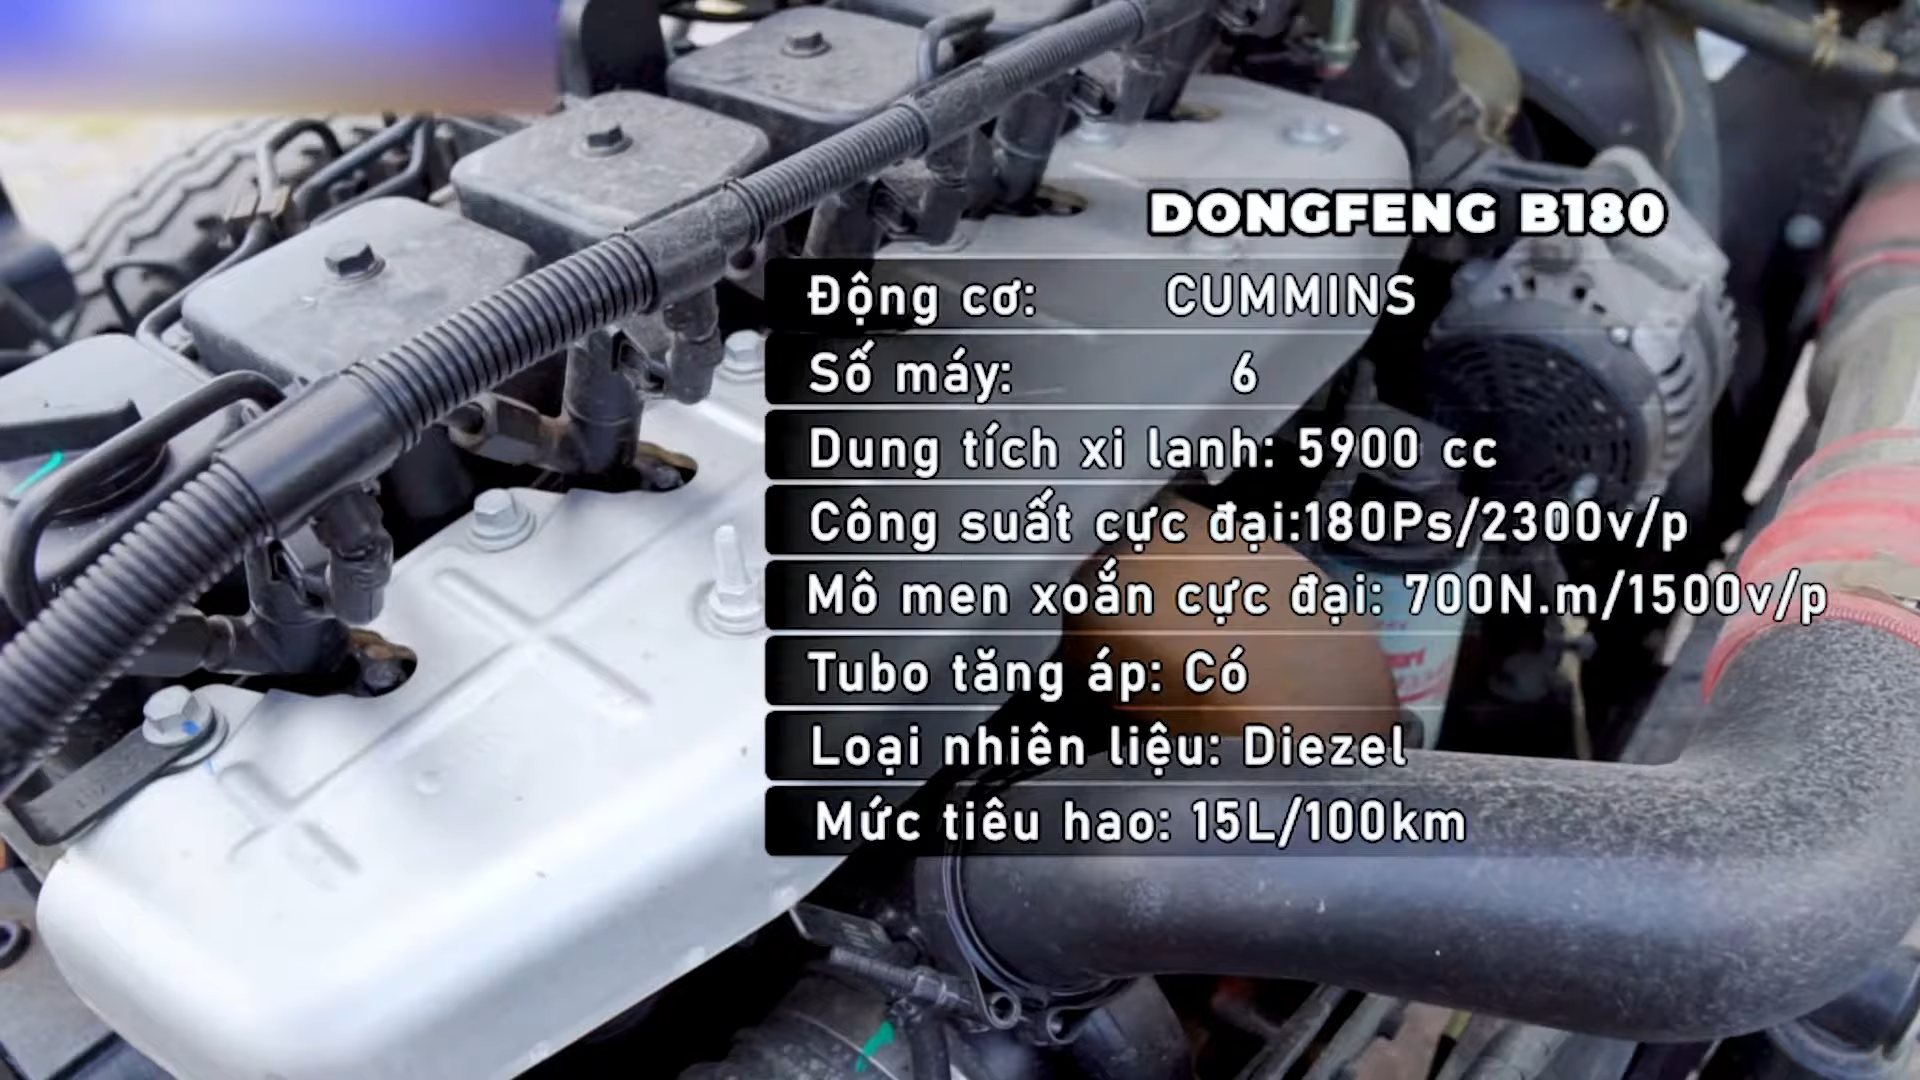 DONGFENG B180
Động cơ: CUMMINS
Số máy: 6
Dung tích xi lanh: 5900 cc
Công suất cực đại:180Ps/2300v/p
Mô men xoắn cực đại: 700N.m/1500v/p
Tubo tăng áp: Có
Loại nhiên liệu: Diezel
Mức tiêu hao: 15L/100km